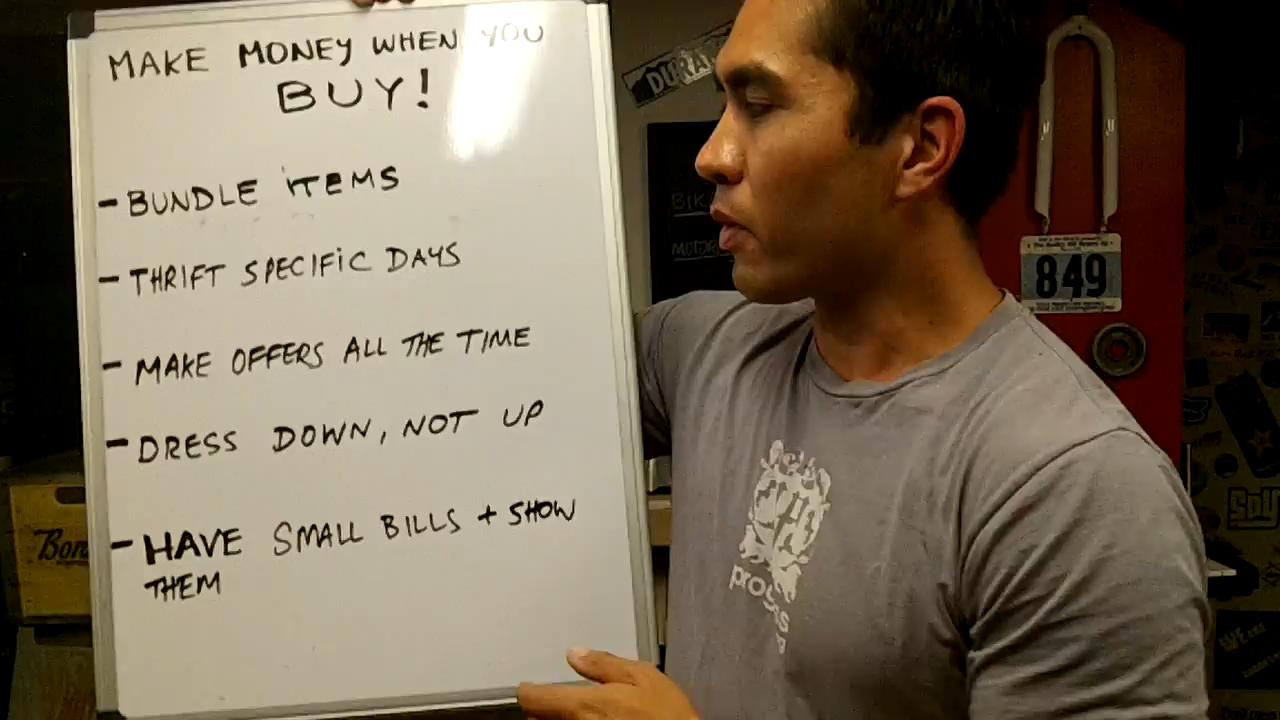 MAKE MONEY WHEN YOU
BUY!
- BUNDLE ITEMS
- THRIFT SPECIFIC DAYS
- MAKE OFFERS ALL THE TIME
- DRESS DOWN, NOT UP
- HAVE SMALL BILLS + SHOW
THEM
849